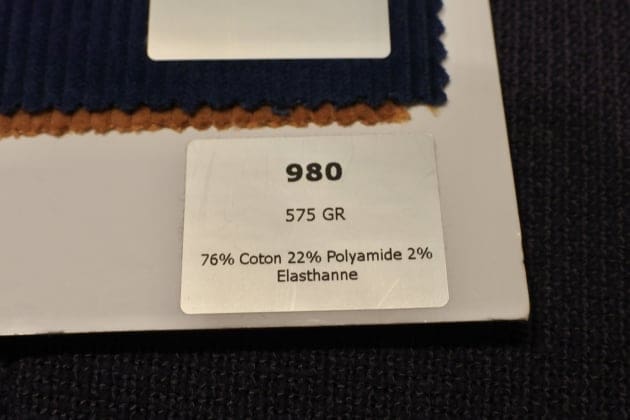 980
575 GR
76% Coton 22% Polyamide 2%
Elasthanne